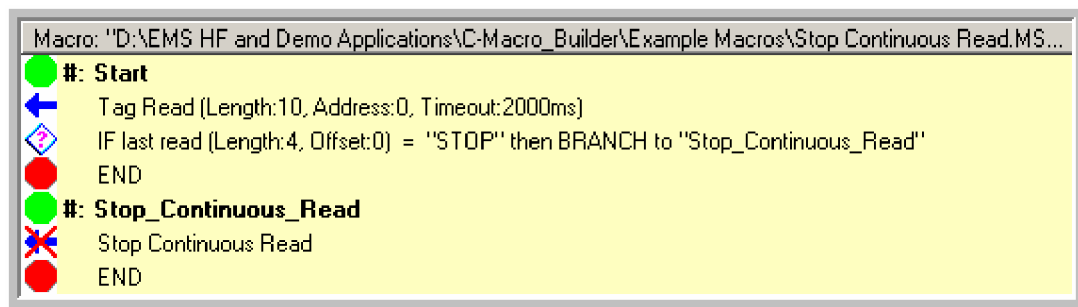 Macro: "D:\EMS HF and Demo Applications\C-Macro_Builder\Example Macros\Stop Continuous Read.MS...
#: Start
Tag Read (Length:10, Address:0, Timeout:2000ms)
? IF last read (Length:4, Offset:0) = "STOP" then BRANCH to "Stop_Continuous_Read"
END
#: Stop_Continuous_Read
Stop Continuous Read
END